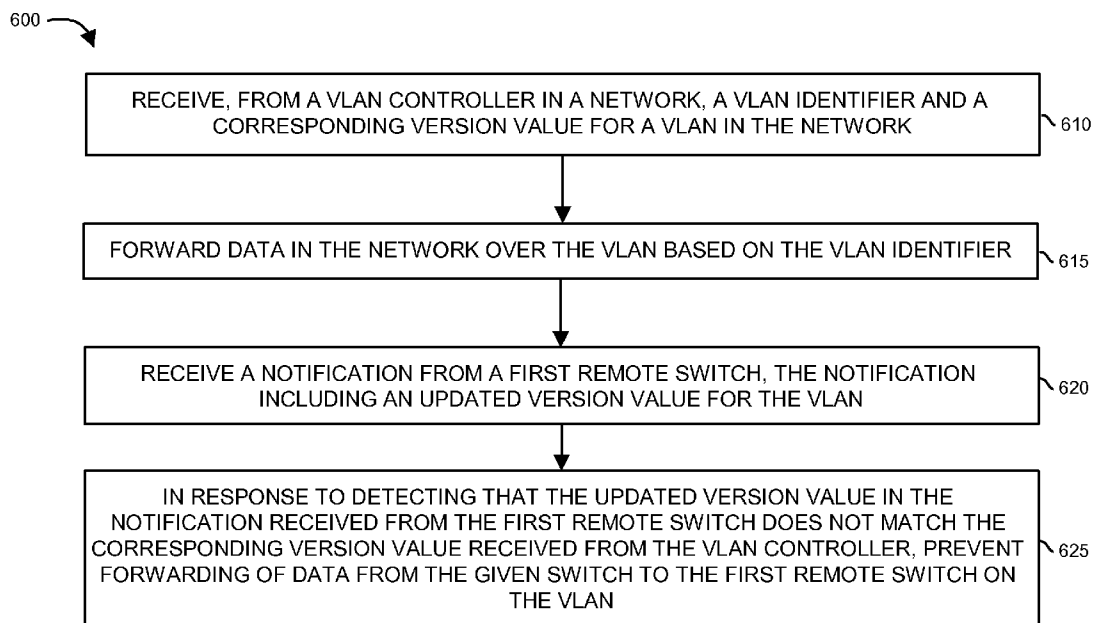 600
RECEIVE, FROM A VLAN CONTROLLER IN A NETWORK, A VLAN IDENTIFIER AND A
CORRESPONDING VERSION VALUE FOR A VLAN IN THE NETWORK
610
FORWARD DATA IN THE NETWORK OVER THE VLAN BASED ON THE VLAN IDENTIFIER
615
RECEIVE A NOTIFICATION FROM A FIRST REMOTE SWITCH, THE NOTIFICATION
INCLUDING AN UPDATED VERSION VALUE FOR THE VLAN
620
IN RESPONSE TO DETECTING THAT THE UPDATED VERSION VALUE IN THE
NOTIFICATION RECEIVED FROM THE FIRST REMOTE SWITCH DOES NOT MATCH THE
CORRESPONDING VERSION VALUE RECEIVED FROM THE VLAN CONTROLLER, PREVENT
FORWARDING OF DATA FROM THE GIVEN SWITCH TO THE FIRST REMOTE SWITCH ON
THE VLAN
625